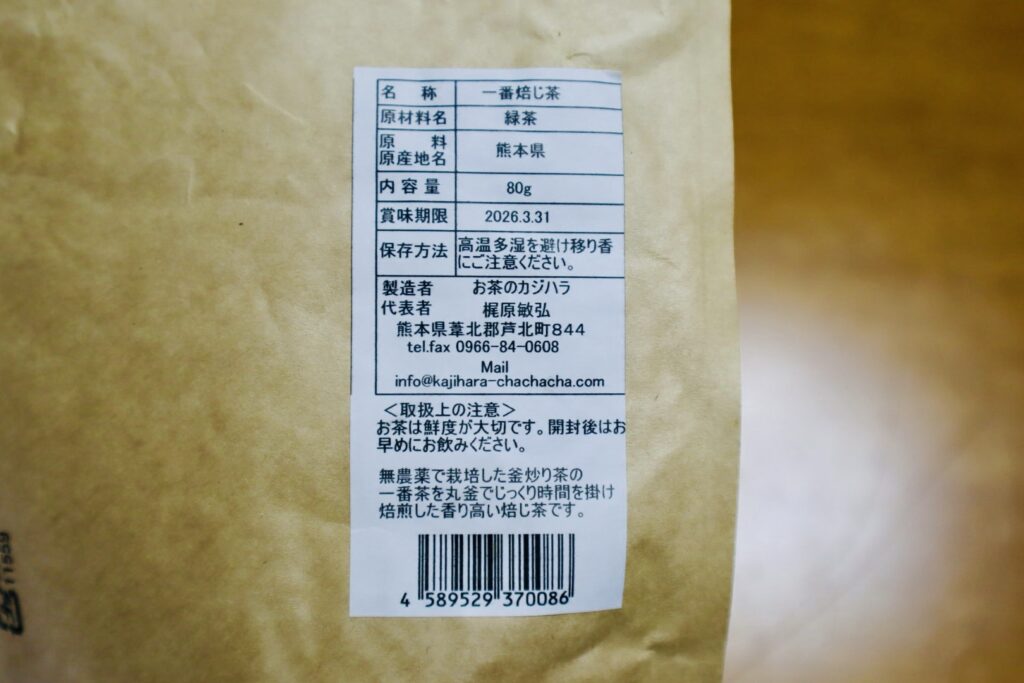 名 称 一番焙じ茶
原材料名 緑茶
原 料
原産地名 熊本県
内容量 80g
賞味期限 2026.3.31
保存方法 高温多湿を避け移り香
にご注意ください。
製造者 お茶のカジハラ
代表者 梶原敏弘
熊本県葦北郡芦北町844
tel.fax 0966-84-0608
Mail
info@kajihara-chachacha.com
＜取扱上の注意＞
お茶は鮮度が大切です。開封後はお
早めにお飲みください。
無農薬で栽培した釜炒り茶の
一番茶を丸釜でじっくり時間を掛け
焙煎した香り高い焙じ茶です。
4 589529 370086